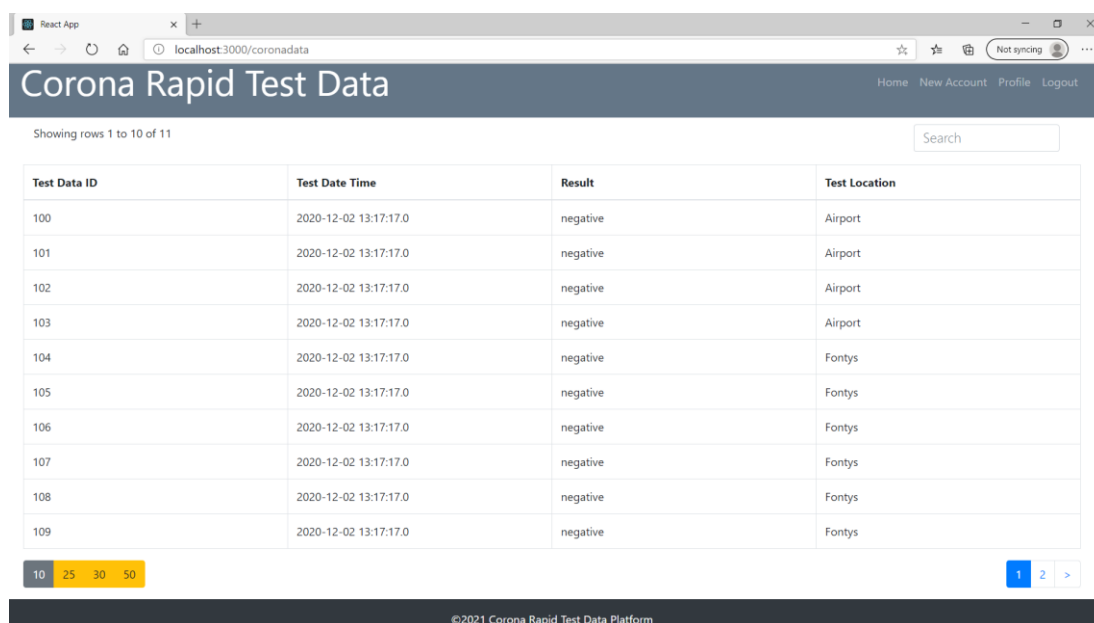 React App
localhost:3000/coronadata
Not syncing
Corona Rapid Test Data
Home New Account Profile Logout
Showing rows 1 to 10 of 11
Search
Test Data ID Test Date Time Result Test Location
100 2020-12-02 13:17:17.0 negative Airport
101 2020-12-02 13:17:17.0 negative Airport
102 2020-12-02 13:17:17.0 negative Airport
103 2020-12-02 13:17:17.0 negative Airport
104 2020-12-02 13:17:17.0 negative Fontys
105 2020-12-02 13:17:17.0 negative Fontys
106 2020-12-02 13:17:17.0 negative Fontys
107 2020-12-02 13:17:17.0 negative Fontys
108 2020-12-02 13:17:17.0 negative Fontys
109 2020-12-02 13:17:17.0 negative Fontys
10 25 30 50
1 2 >
©2021 Corona Rapid Test Data Platform